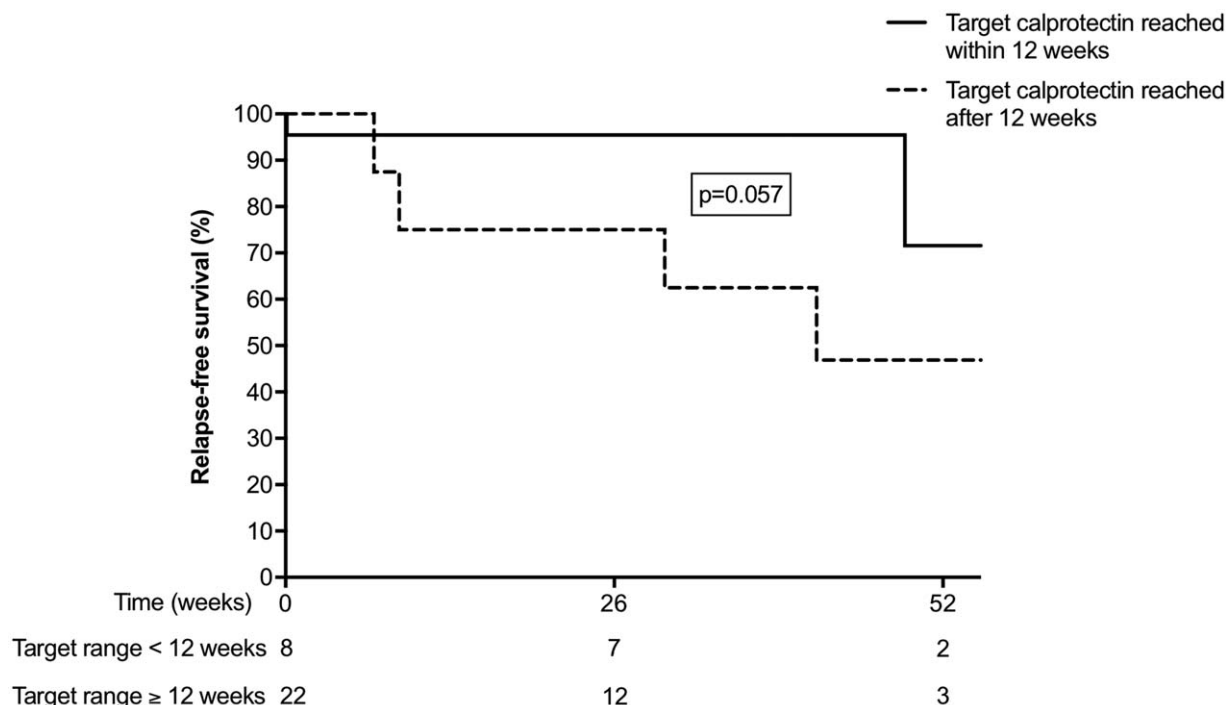 Target calprotectin reached
within 12 weeks
Target calprotectin reached
after 12 weeks
Relapse-free survival (%)
100
90
80
70
60
50
40
30
20
10
0
p=0.057
Time (weeks) 0 26 52
Target range < 12 weeks 8 7 2
Target range ≥ 12 weeks 22 12 3